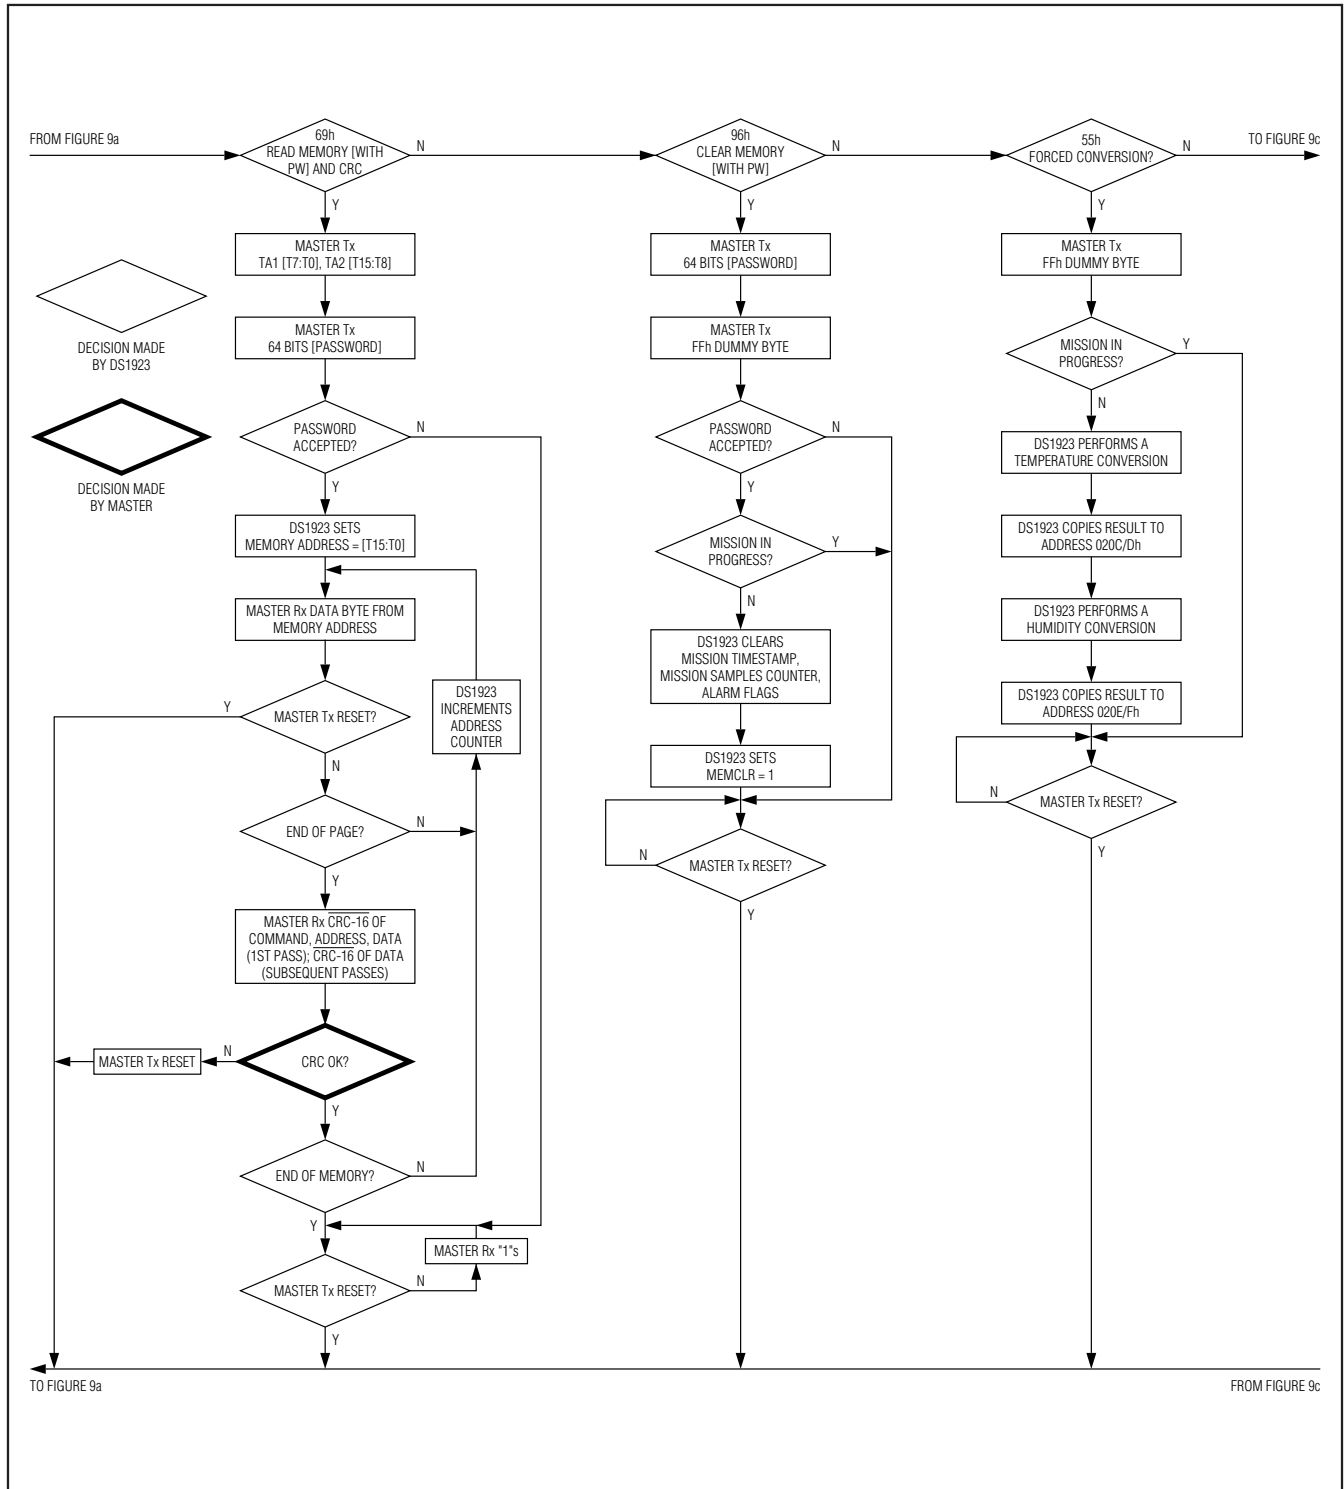 FROM FIGURE 9a
69h
READ MEMORY [WITH
PW] AND CRC
N
Y
MASTER Tx
TA1 [T7:T0], TA2 [T15:T8]
MASTER Tx
64 BITS [PASSWORD]
DECISION MADE
BY DS1923
DECISION MADE
BY MASTER
PASSWORD
ACCEPTED?
N
Y
DS1923 SETS
MEMORY ADDRESS = [T15:T0]
MASTER Rx DATA BYTE FROM
MEMORY ADDRESS
DS1923
INCREMENTS
ADDRESS
COUNTER
Y
MASTER Tx RESET?
N
END OF PAGE?
N
Y
MASTER Rx CRC-16 OF
COMMAND, ADDRESS, DATA
(1ST PASS); CRC-16 OF DATA
(SUBSEQUENT PASSES)
MASTER Tx RESET
N
CRC OK?
Y
END OF MEMORY?
N
Y
MASTER Rx "1"s
MASTER Tx RESET?
N
Y
96h
CLEAR MEMORY
[WITH PW]
N
Y
MASTER Tx
64 BITS [PASSWORD]
MASTER Tx
FFh DUMMY BYTE
PASSWORD
ACCEPTED?
N
Y
MISSION IN
PROGRESS?
Y
N
DS1923 CLEARS
MISSION TIMESTAMP,
MISSION SAMPLES COUNTER,
ALARM FLAGS
DS1923 SETS
MEMCLR = 1
N
MASTER Tx RESET?
Y
55h
FORCED CONVERSION?
N
TO FIGURE 9c
Y
MASTER Tx
FFh DUMMY BYTE
MISSION IN
PROGRESS?
Y
N
DS1923 PERFORMS A
TEMPERATURE CONVERSION
DS1923 COPIES RESULT TO
ADDRESS 020C/Dh
DS1923 PERFORMS A
HUMIDITY CONVERSION
DS1923 COPIES RESULT TO
ADDRESS 020E/Fh
N
MASTER Tx RESET?
Y
TO FIGURE 9a
FROM FIGURE 9c